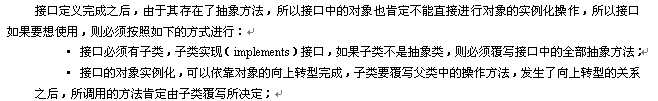 接口定义完成之后，由于其存在了抽象方法，所以接口中的对象也肯定不能直接进行对象的实例化操作，所以接口
如果要想使用，则必须按照如下的方式进行：
▪ 接口必须有子类，子类实现（implements）接口，如果子类不是抽象类，则必须覆写接口中的全部抽象方法；
▪ 接口的对象实例化，可以依靠对象的向上转型完成，子类要覆写父类中的操作方法，发生了向上转型的关系
之后，所调用的方法肯定由子类覆写所决定；